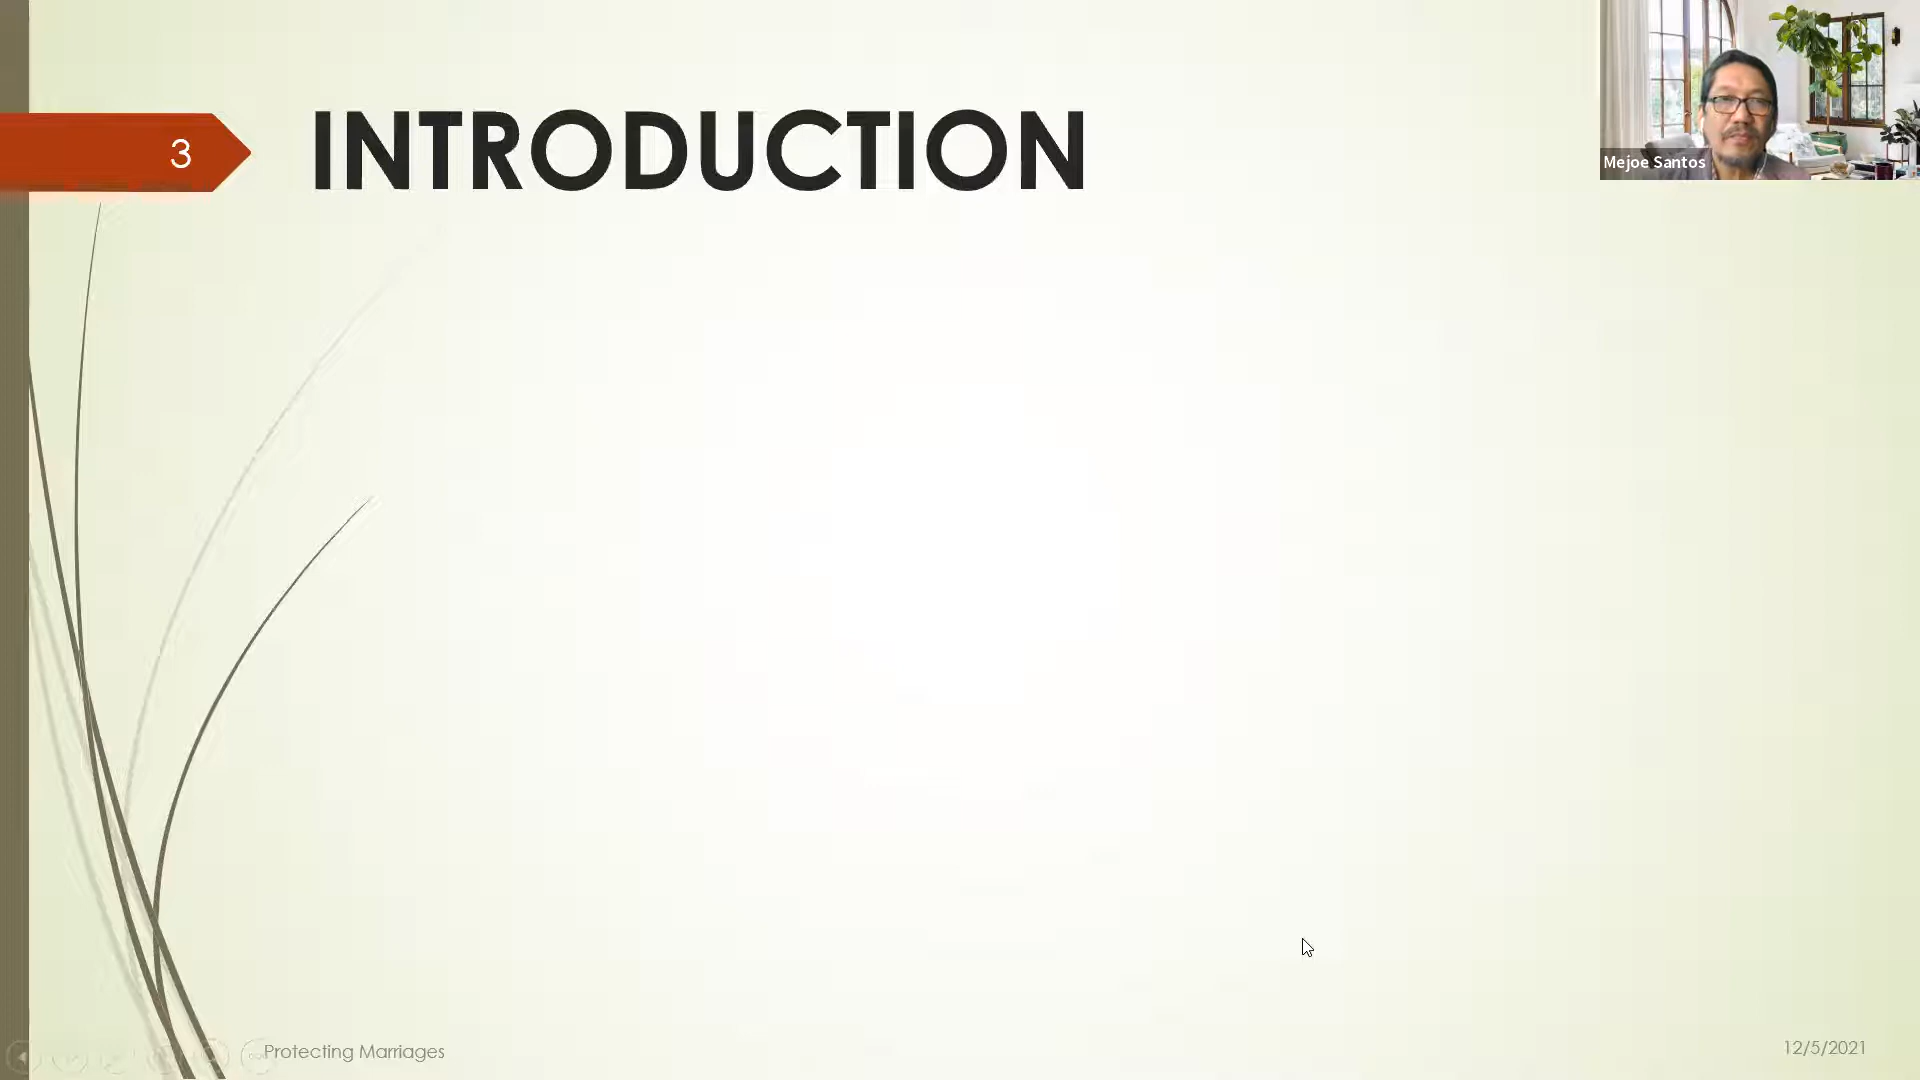 3
INTRODUCTION
Mejoe Santos
Protecting Marriages
12/5/2021